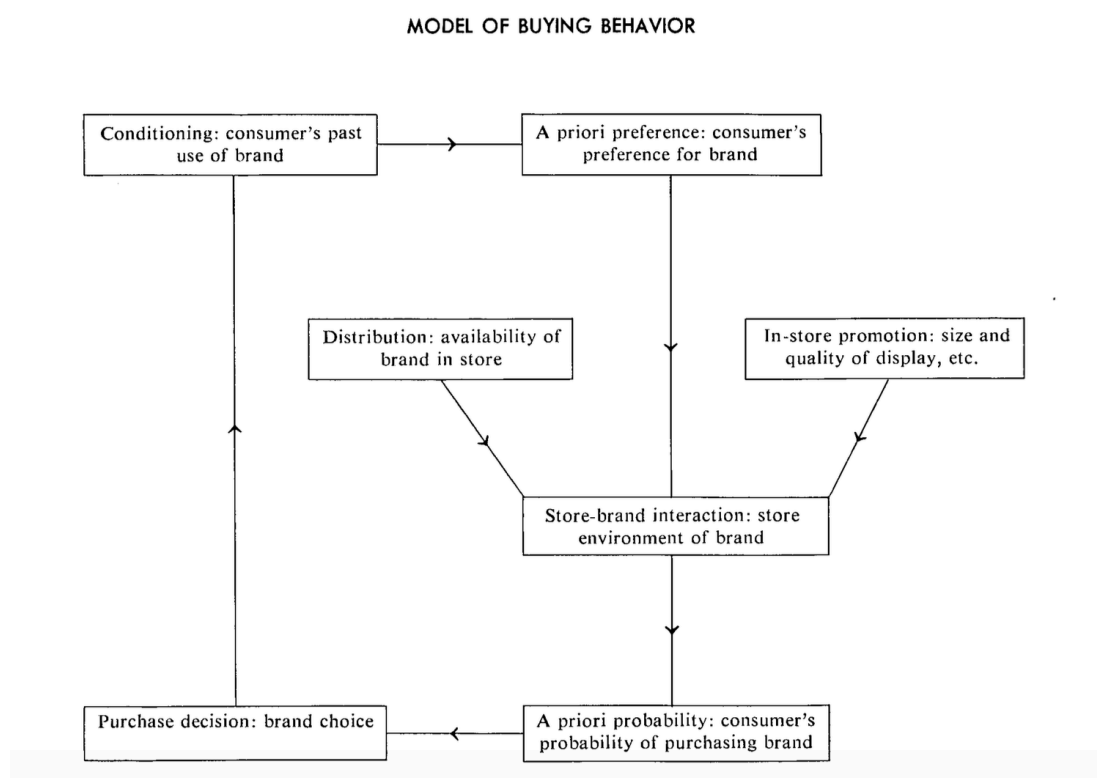 MODEL OF BUYING BEHAVIOR
Conditioning: consumer's past
use of brand
A priori preference: consumer's
preference for brand
Distribution: availability of
brand in store
In-store promotion: size and
quality of display, etc.
Store-brand interaction: store
environment of brand
Purchase decision: brand choice
A priori probability: consumer's
probability of purchasing brand